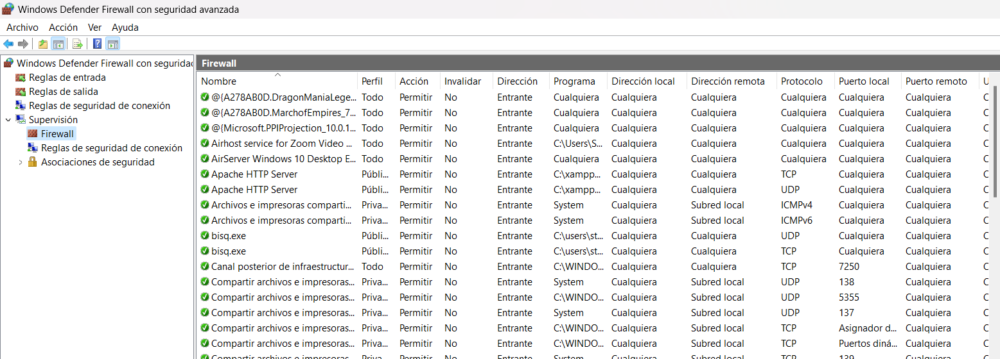 Windows Defender Firewall con seguridad avanzada
Archivo Acción Ver Ayuda
Windows Defender Firewall con seguridad
Reglas de entrada
Reglas de salida
Reglas de seguridad de conexión
Supervisión
Firewall
Reglas de seguridad de conexión
Asociaciones de seguridad
Firewall
Nombre Perfil Acción Invalidar Dirección Programa Dirección local Dirección remota Protocolo Puerto local Puerto remoto U
@{A278AB0D.DragonManiaLege... Todo Permitir No Entrante Cualquiera Cualquiera Cualquiera Cualquiera Cualquiera Cualquiera C
@{A278AB0D.MarchofEmpires_7... Todo Permitir No Entrante Cualquiera Cualquiera Cualquiera Cualquiera Cualquiera Cualquiera C
@{Microsoft.PPIProjection_10.0.1... Todo Permitir No Entrante Cualquiera Cualquiera Cualquiera Cualquiera Cualquiera Cualquiera C
Airhost service for Zoom Video ... Todo Permitir No Entrante C:\Users\S... Cualquiera Cualquiera Cualquiera Cualquiera Cualquiera C
AirServer Windows 10 Desktop E... Todo Permitir No Entrante Cualquiera Cualquiera Cualquiera Cualquiera Cualquiera Cualquiera C
Apache HTTP Server Públi... Permitir No Entrante C:\xampp... Cualquiera Cualquiera TCP Cualquiera Cualquiera C
Apache HTTP Server Públi... Permitir No Entrante C:\xampp... Cualquiera Cualquiera UDP Cualquiera Cualquiera C
Archivos e impresoras comparti... Priva... Permitir No Entrante System Cualquiera Subred local ICMPv4 Cualquiera Cualquiera C
Archivos e impresoras comparti... Priva... Permitir No Entrante System Cualquiera Subred local ICMPv6 Cualquiera Cualquiera C
bisq.exe Públi... Permitir No Entrante C:\users\st... Cualquiera Cualquiera UDP Cualquiera Cualquiera C
bisq.exe Públi... Permitir No Entrante C:\users\st... Cualquiera Cualquiera TCP Cualquiera Cualquiera C
Canal posterior de infraestructur... Todo Permitir No Entrante C:\WINDO... Cualquiera Cualquiera TCP 7250 Cualquiera C
Compartir archivos e impresoras... Priva... Permitir No Entrante System Cualquiera Subred local UDP 138 Cualquiera C
Compartir archivos e impresoras... Priva... Permitir No Entrante C:\WINDO... Cualquiera Subred local UDP 5355 Cualquiera C
Compartir archivos e impresoras... Priva... Permitir No Entrante System Cualquiera Subred local UDP 137 Cualquiera C
Compartir archivos e impresoras... Priva... Permitir No Entrante C:\WINDO... Cualquiera Subred local TCP Asignador d... Cualquiera C
Compartir archivos e impresoras... Priva... Permitir No Entrante C:\WINDO... Cualquiera Subred local TCP Puertos diná... Cualquiera C
Compartir archivos e impresoras... Priva... Permitir No Entrante System Cualquiera Subred local TCP 139 Cualquiera C